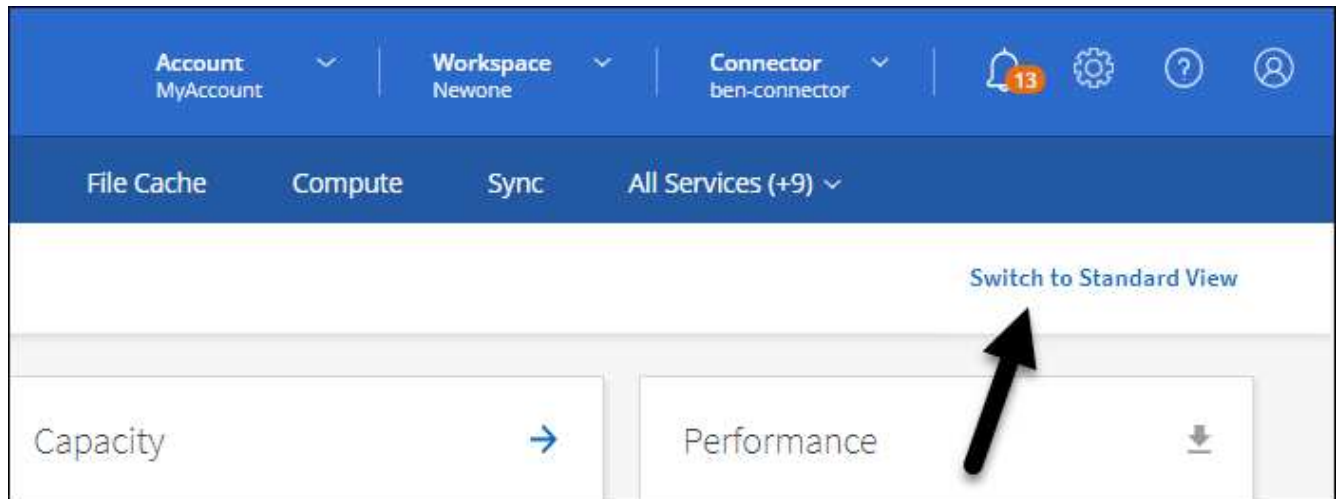 Account Workspace Connector
MyAccount Newone ben-connector
13
?
File Cache Compute Sync All Services (+9)
Switch to Standard View
Capacity Performance